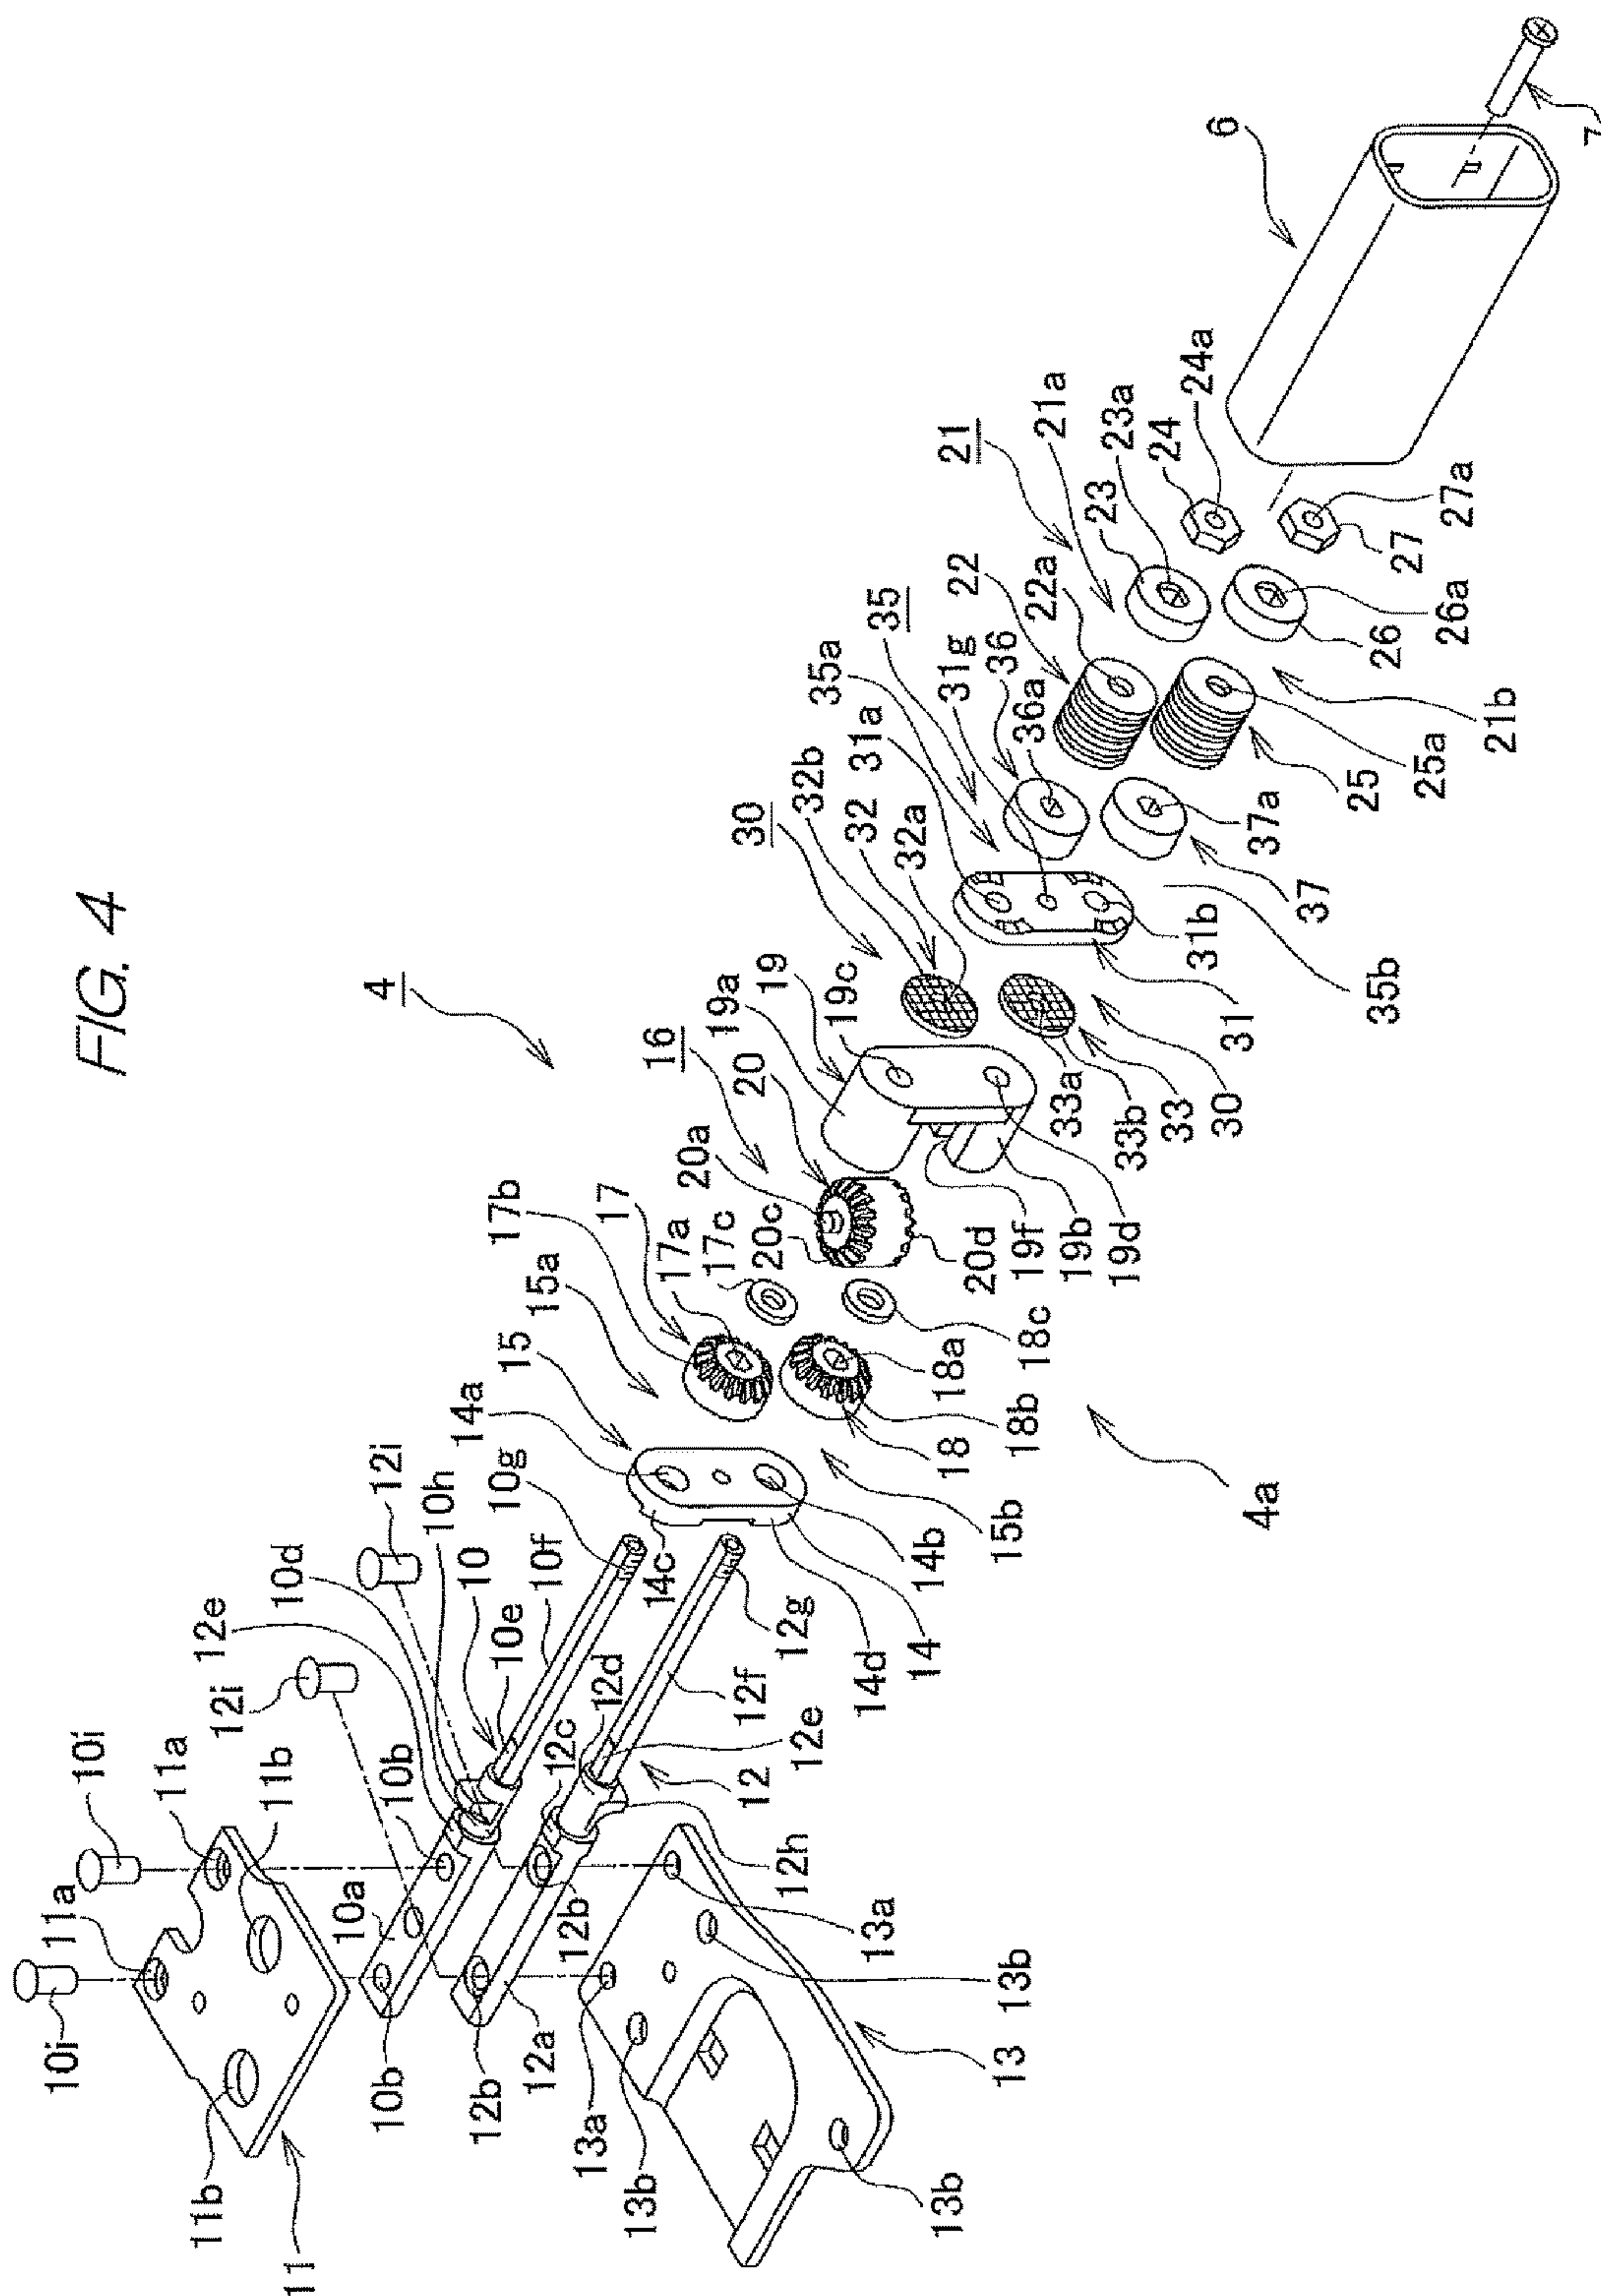 FIG. 4
4
6
7
21
21a
23
23a
24
24a
27a
27
26a
26
21b
25a
25
22
22a
35
35a
31g
36
36a
31a
37a
37
35b
31b
31
30
32b
32
32a
33a
33b
33
30
16
19a
19
19c
20
20a
20c
20d
19f
19b
19d
17b
17
17a
17c
18c
18a
18b
18
15
15a
15b
4a
14a
14c
14b
14
14d
10g
10f
10
10e
10h
10d
12e
12i
12i
12g
12f
12d
12c
12e
12
12h
10i
10i
11a
11a
11b
11b
11
10b
10a
10b
12b
12b
12a
13a
13a
13b
13b
13b
13